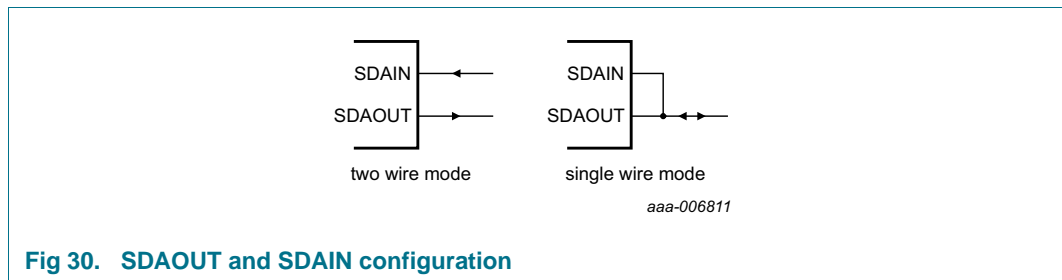 SDAIN
SDAOUT
two wire mode
SDAIN
SDAOUT
single wire mode
aaa-006811
Fig 30. SDAOUT and SDAIN configuration